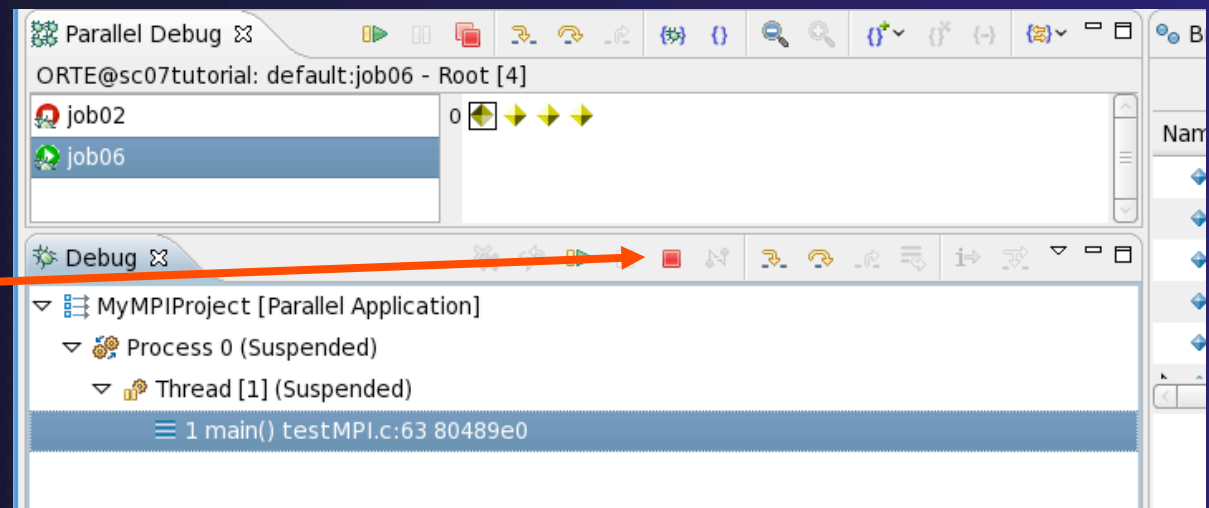 Parallel Debug
B
ORTE@sc07tutorial: default:job06 - Root [4]
job02
0
job06
Nam
Debug
MyMPIProject [Parallel Application]
Process 0 (Suspended)
Thread [1] (Suspended)
1 main() testMPI.c:63 80489e0